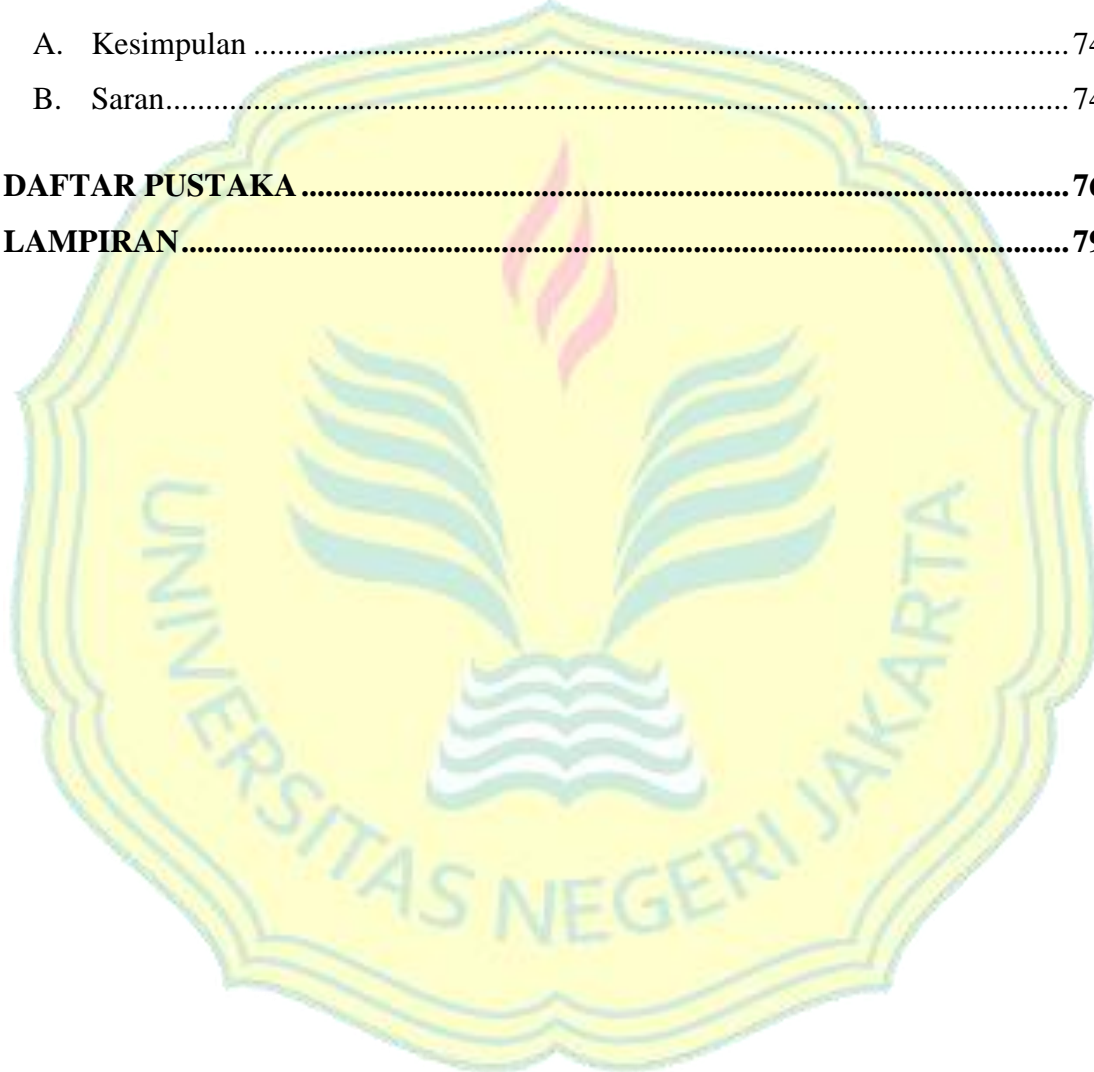 A. Kesimpulan ........................................................................................................ 74
B. Saran................................................................................................................... 74
DAFTAR PUSTAKA ................................................................................................. 76
LAMPIRAN................................................................................................................ 79
UNIVERSITAS NEGERI JAKARTA